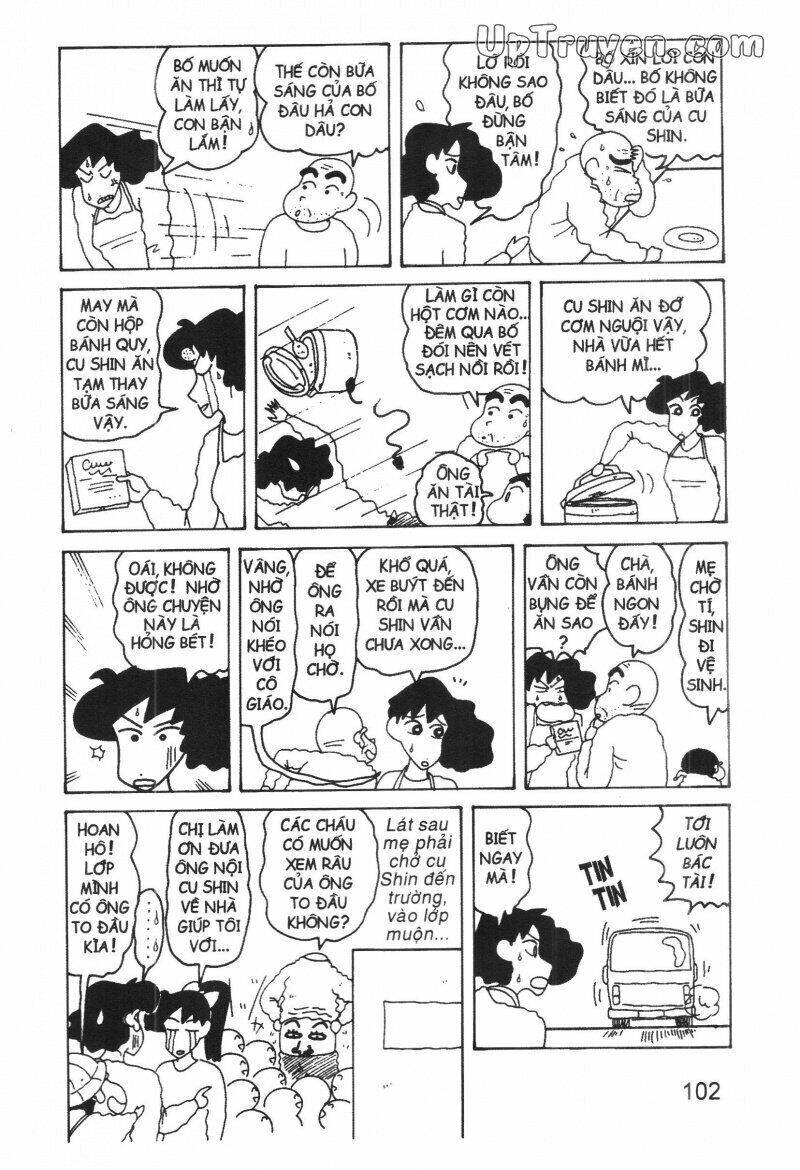 UpTruyen.com
BỐ XIN LỖI CON
DÂU... BỐ KHÔNG
BIẾT ĐÓ LÀ BỮA
SÁNG CỦA CU
SHIN.
LỠ RỒI
KHÔNG SAO
ĐÂU, BỐ
ĐỪNG
BẬN
TÂM!
THẾ CÒN BỮA
SÁNG CỦA BỐ
ĐÂU HẢ CON
DÂU?
BỐ MUỐN
ĂN THÌ TỰ
LÀM LẤY,
CON BẬN
LẮM!
CU SHIN ĂN ĐỠ
CƠM NGUỘI VẬY,
NHÀ VỪA HẾT
BÁNH MÌ...
LÀM GÌ CÒN
HỘT CƠM NÀO...
ĐÊM QUA BỐ
ĐÓI NÊN VÉT
SẠCH NỒI RỒI!
ÔNG
ĂN TÀI
THẬT!
MAY MÀ
CÒN HỘP
BÁNH QUY,
CU SHIN ĂN
TẠM THAY
BỮA SÁNG
VẬY.
MẸ
CHỜ
TÍ,
SHIN
ĐI
VỆ
SINH.
CHÀ,
BÁNH
NGON
ĐẤY!
ÔNG
VẪN CÒN
BỤNG ĐỂ
ĂN SAO
?
KHỔ QUÁ,
XE BUÝT ĐẾN
RỒI MÀ CU
SHIN VẪN
CHƯA XONG...
ĐỂ
ÔNG
RA
NÓI
HỌ
CHỜ.
VÂNG,
NHỜ
ÔNG
NÓI
KHÉO
VỚI
CÔ
GIÁO.
OÁI, KHÔNG
ĐƯỢC! NHỜ
ÔNG CHUYỆN
NÀY LÀ
HỎNG BÉT!
TỚI
LUÔN
BÁC
TÀI!
TIN
TIN
BIẾT
NGAY
MÀ!
Lát sau
mẹ phải
chở cu
Shin đến
trường,
vào lớp
muộn...
CÁC CHÁU
CÓ MUỐN
XEM RÂU
CỦA ÔNG
TO ĐẦU
KHÔNG?
CHỊ LÀM
ƠN ĐƯA
ÔNG NỘI
CU SHIN
VỀ NHÀ
GIÚP TÔI
VỚI...
HOAN
HÔ! LỚP
MÌNH
CÓ ÔNG
TO ĐẦU
KÌA!
102